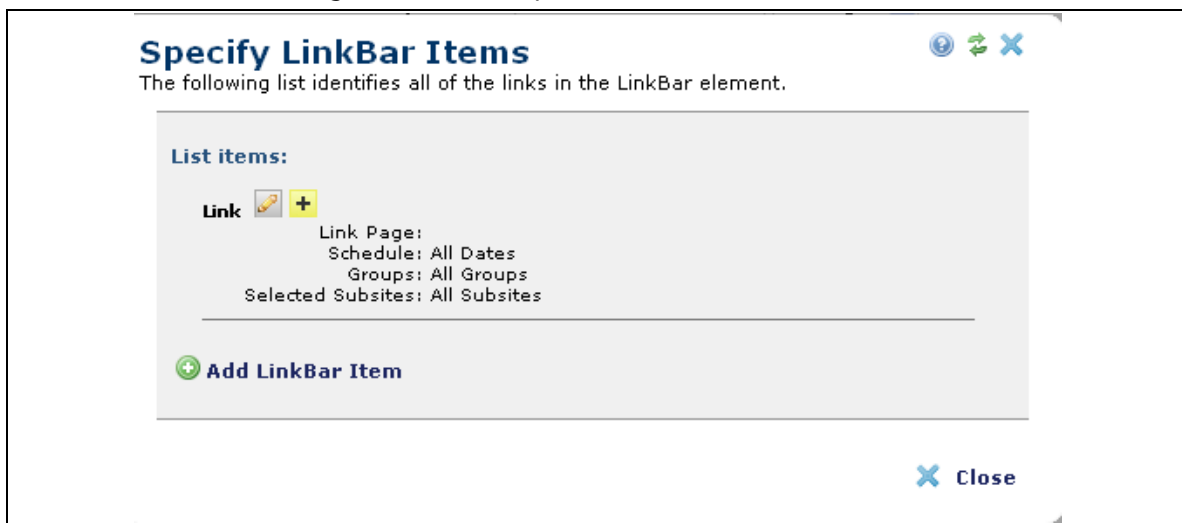 Specify LinkBar Items
The following list identifies all of the links in the LinkBar element.
List items:
Link
Link Page:
Schedule: All Dates
Groups: All Groups
Selected Subsites: All Subsites
Add LinkBar Item
Close